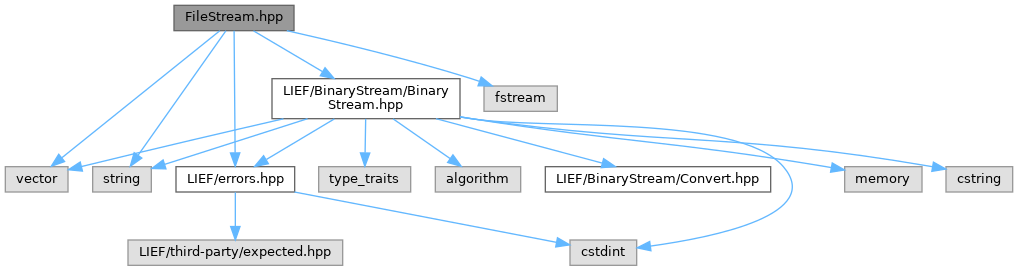 FileStream.hpp
LIEF/BinaryStream/Binary
Stream.hpp
fstream
vector
string
LIEF/errors.hpp
type_traits
algorithm
LIEF/BinaryStream/Convert.hpp
memory
cstring
LIEF/third-party/expected.hpp
cstdint